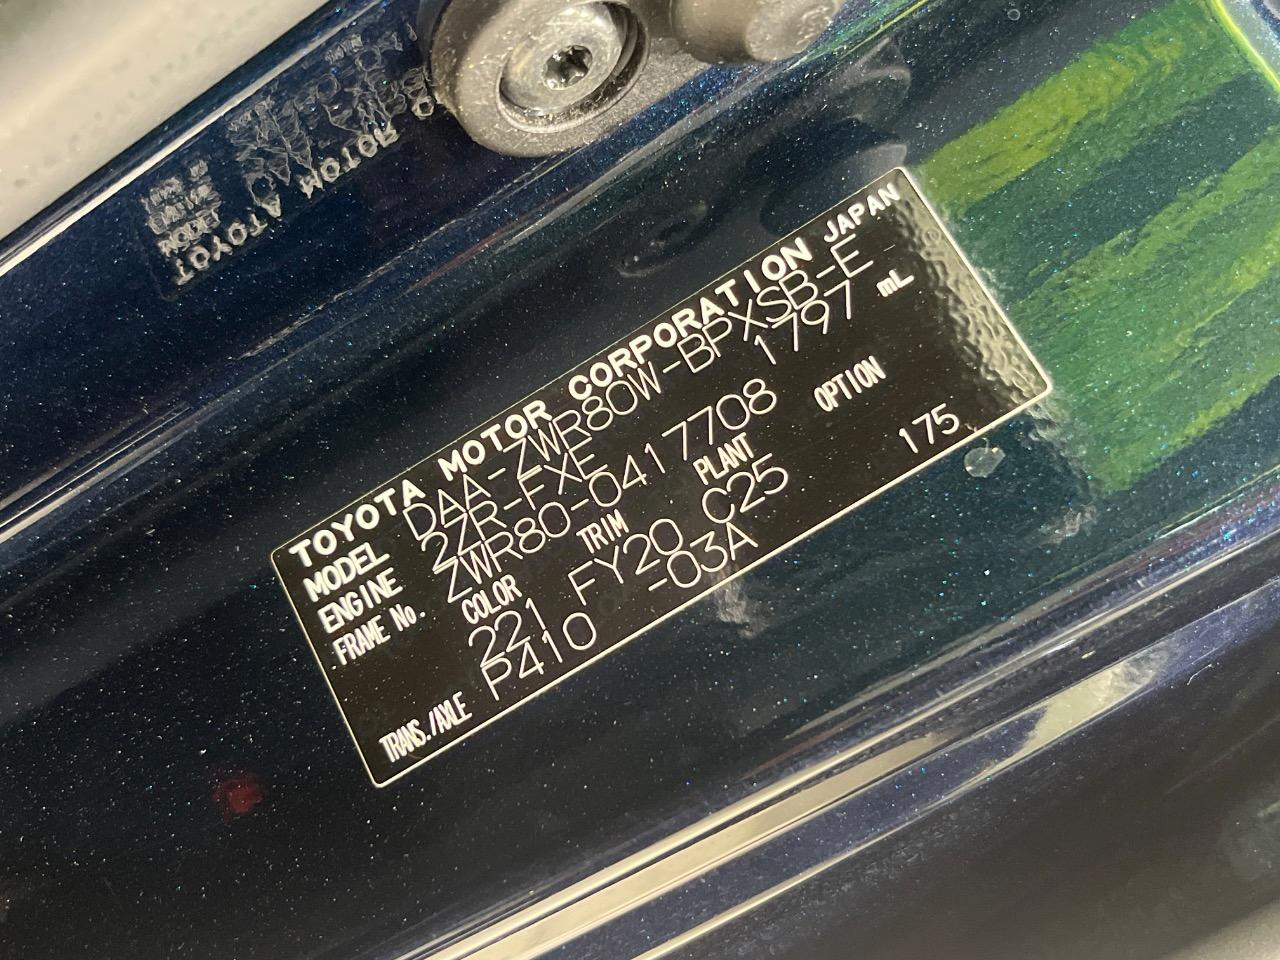 TOYOTA MOTOR CORPORATION JAPAN
MODEL DAA-ZWR80W-BPXSB-E
ENGINE 2ZR-FXE 1797 mL
FRAME No. ZWR80-0417708
COLOR TRIM PLANT OPTION
221 FY20 C25 175
TRANS./AXLE P410 -03A